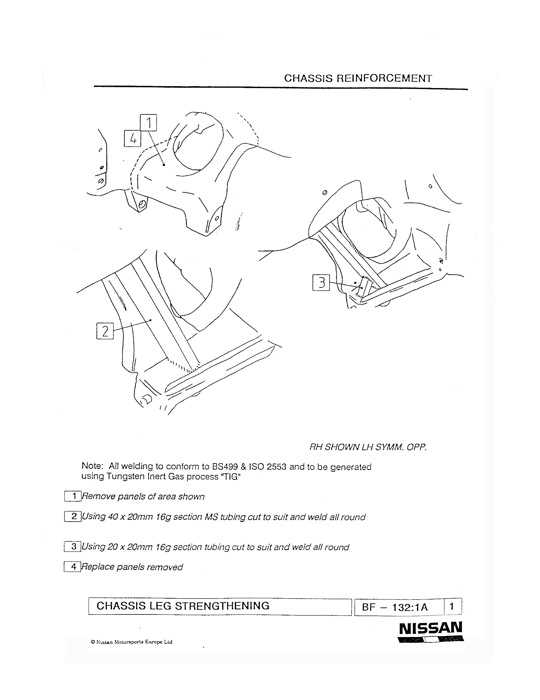 CHASSIS REINFORCEMENT
1
4
3
2
RH SHOWN LH SYMM. OPP.
Note: All welding to conform to BS499 & ISO 2553 and to be generated
using Tungsten Inert Gas process "TIG"
1 Remove panels of area shown
2 Using 40 x 20mm 16g section MS tubing cut to suit and weld all round
3 Using 20 x 20mm 16g section tubing cut to suit and weld all round
4 Replace panels removed
CHASSIS LEG STRENGTHENING BF - 132:1A 1
NISSAN
© Nissan Motorsports Europe Ltd